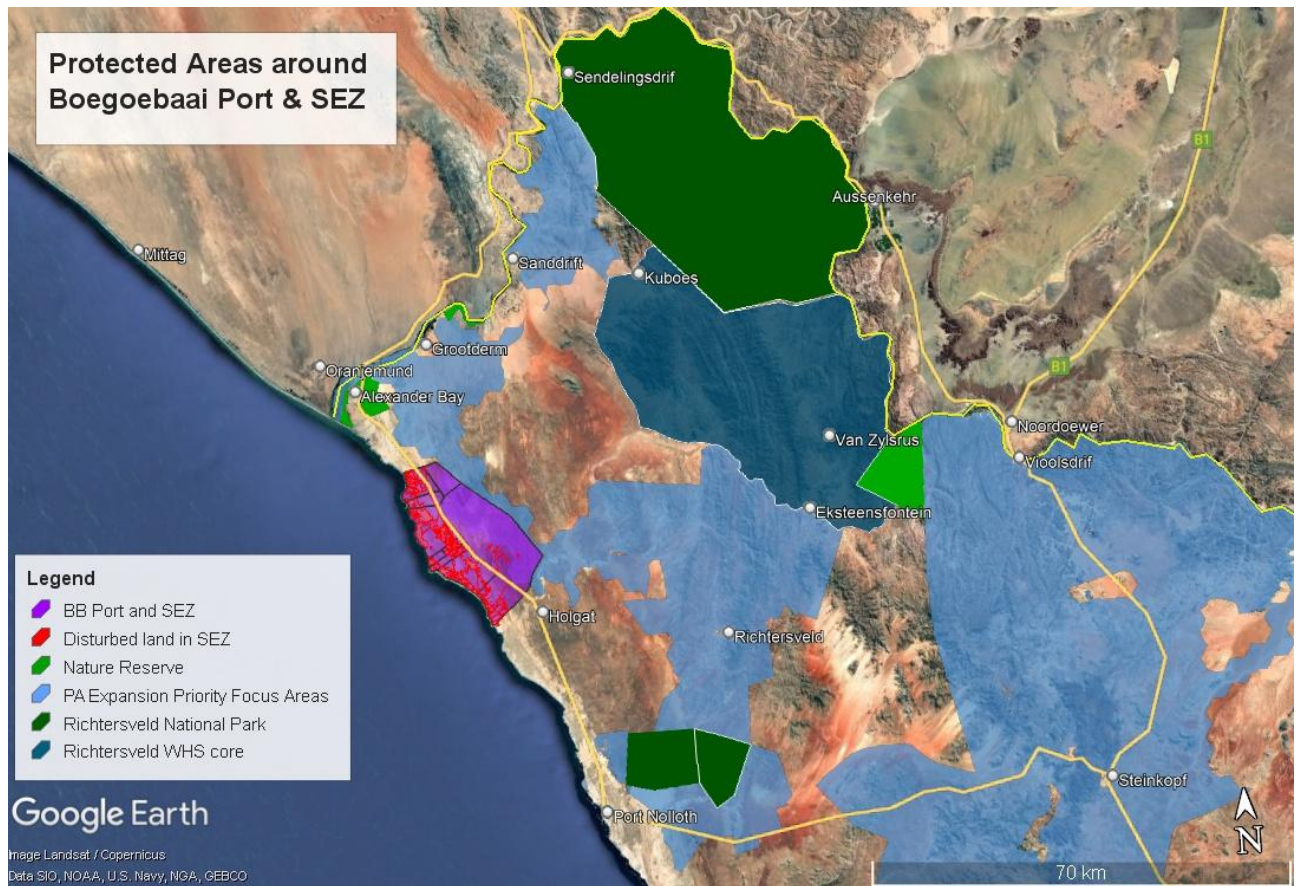 Protected Areas around
Boegoebaai Port & SEZ
Sendelingsdrif
B1
Aussenkehr
Mittag
Sanddrift
Kuboes
Grootderm
Oranjemund
B1
Alexander Bay
Noordoewer
Van Zylsrus
Vioolsdrif
Eksteensfontein
Legend
BB Port and SEZ
Disturbed land in SEZ
Nature Reserve
PA Expansion Priority Focus Areas
Richtersveld National Park
Richtersveld WHS core
Holgat
Richtersveld
Steinkopf
Port Nolloth
Google Earth
Image Landsat / Copernicus
Data SIO, NOAA, U.S. Navy, NGA, GEBCO
N
70 km